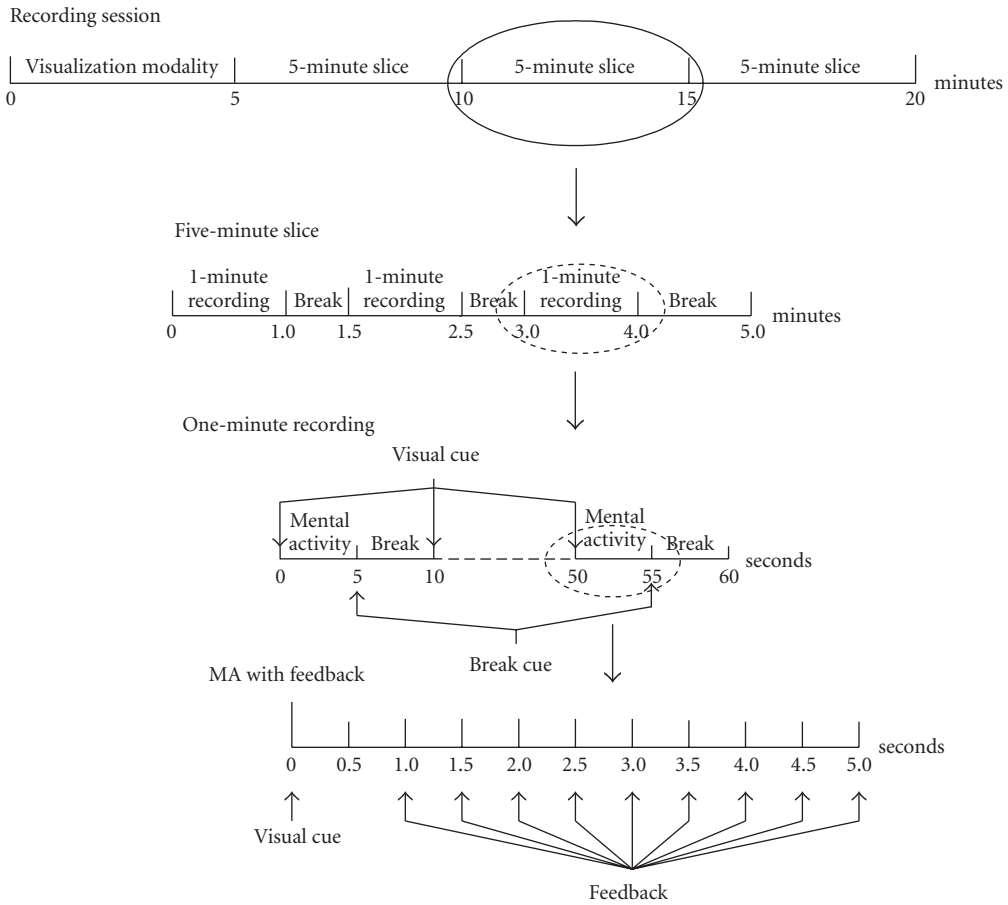 Recording session
Visualization modality 5-minute slice 5-minute slice 5-minute slice
minutes
0 5 10 15 20
Five-minute slice
1-minute recording Break 1-minute recording Break 1-minute recording Break
minutes
0 1.0 1.5 2.5 3.0 4.0 5.0
One-minute recording
Visual cue
Mental activity Break Mental activity Break
seconds
0 5 10 50 55 60
Break cue
MA with feedback
seconds
0 0.5 1.0 1.5 2.0 2.5 3.0 3.5 4.0 4.5 5.0
Visual cue
Feedback